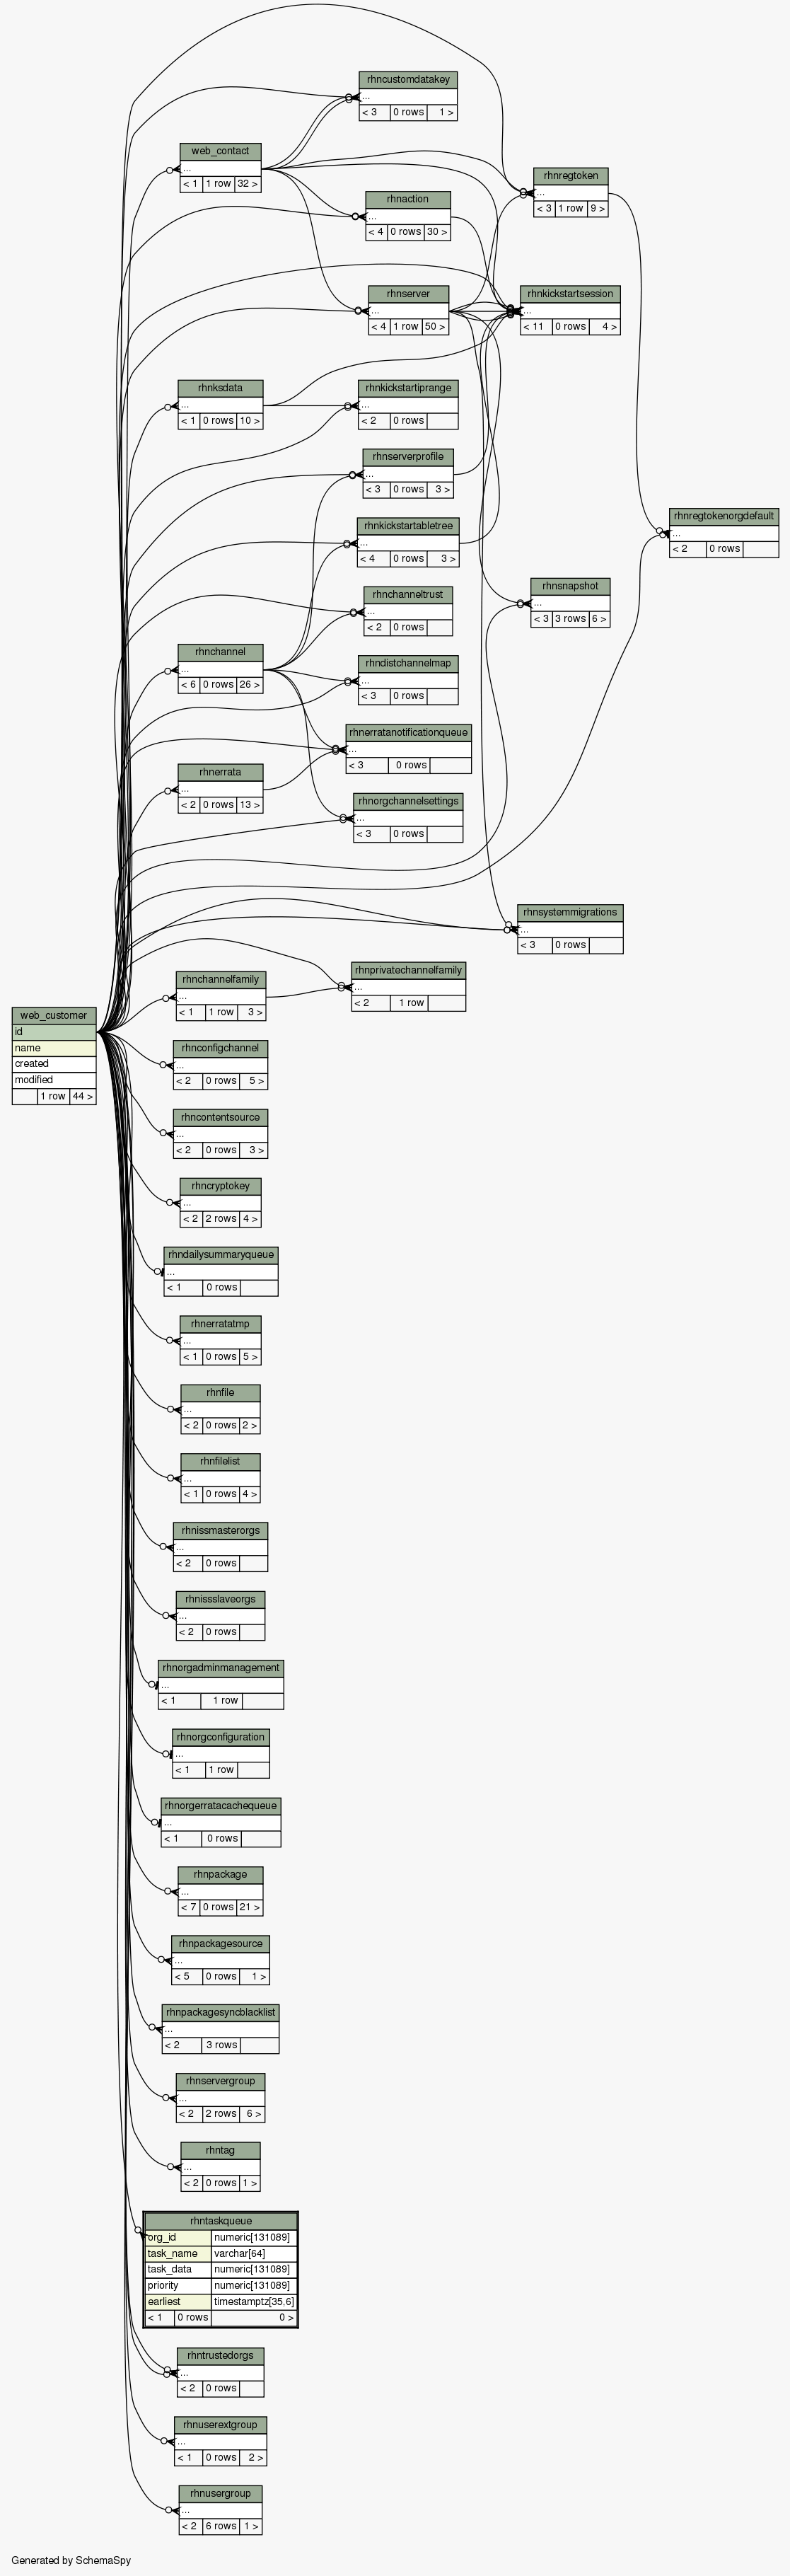 rhncustomdatakey
...
< 3 0 rows 1 >
web_contact
...
< 1 1 row 32 >
rhnregtoken
...
< 3 1 row 9 >
rhnaction
...
< 4 0 rows 30 >
rhnserver
...
< 4 1 row 50 >
rhnkickstartsession
...
< 11 0 rows 4 >
rhnksdata
...
< 1 0 rows 10 >
rhnkickstartiprange
...
< 2 0 rows
rhnserverprofile
...
< 3 0 rows 3 >
rhnregtokenorgdefault
...
< 2 0 rows
rhnkickstartabletree
...
< 4 0 rows 3 >
rhnsnapshot
...
< 3 3 rows 6 >
rhnchanneltrust
...
< 2 0 rows
rhnchannel
...
< 6 0 rows 26 >
rhndistchannelmap
...
< 3 0 rows
rhnerratanotificationqueue
...
< 3 0 rows
rhnerrata
...
< 2 0 rows 13 >
rhnorgchannelsettings
...
< 3 0 rows
rhnsystemmigrations
...
< 3 0 rows
rhnprivatechannelfamily
...
< 2 1 row
rhnchannelfamily
...
< 1 1 row 3 >
web_customer
id
name
created
modified
1 row 44 >
rhnconfigchannel
...
< 2 0 rows 5 >
rhncontentsource
...
< 2 0 rows 3 >
rhncryptokey
...
< 2 2 rows 4 >
rhndailysummaryqueue
...
< 1 0 rows
rhnerratatmp
...
< 1 0 rows 5 >
rhnfile
...
< 2 0 rows 2 >
rhnfilelist
...
< 1 0 rows 4 >
rhnissmasterorgs
...
< 2 0 rows
rhnissslaveorgs
...
< 2 0 rows
rhnorgadminmanagement
...
< 1 1 row
rhnorgconfiguration
...
< 1 1 row
rhnorgerratacachequeue
...
< 1 0 rows
rhnpackage
...
< 7 0 rows 21 >
rhnpackagesource
...
< 5 0 rows 1 >
rhnpackagesyncblacklist
...
< 2 3 rows
rhnservergroup
...
< 2 2 rows 6 >
rhntag
...
< 2 0 rows 1 >
rhntaskqueue
org_id numeric[131089]
task_name varchar[64]
task_data numeric[131089]
priority numeric[131089]
earliest timestamptz[35,6]
< 1 0 rows 0 >
rhntrustedorgs
...
< 2 0 rows
rhnuserextgroup
...
< 1 0 rows 2 >
rhnusergroup
...
< 2 6 rows 1 >
Generated by SchemaSpy